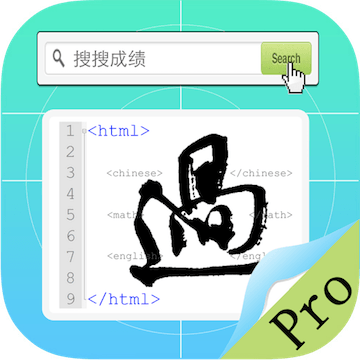 搜搜成绩 Search
1 <html>
2
3 <chinese> </chinese>
4
5 <math> </math>
6
7 <english>
8
9 </html>
過
Pro